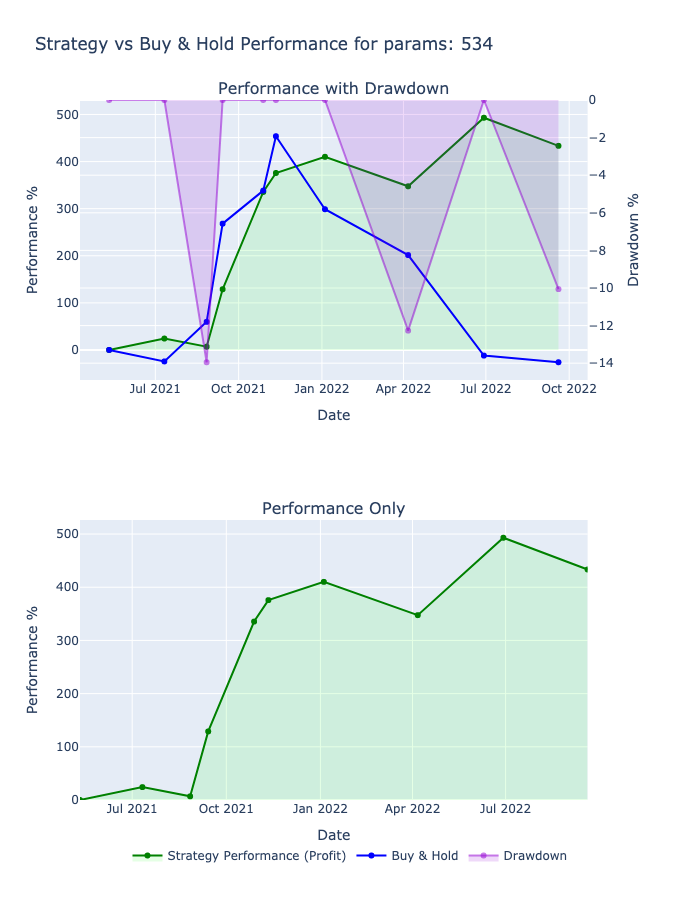 Strategy vs Buy & Hold Performance for params: 534
Performance with Drawdown
500
400
300
200
100
0
Performance %
0
−2
−4
−6
−8
−10
−12
−14
Drawdown %
Jul 2021 Oct 2021 Jan 2022 Apr 2022 Jul 2022 Oct 2022
Date
Performance Only
500
400
300
200
100
0
Performance %
Jul 2021 Oct 2021 Jan 2022 Apr 2022 Jul 2022
Date
Strategy Performance (Profit) Buy & Hold Drawdown